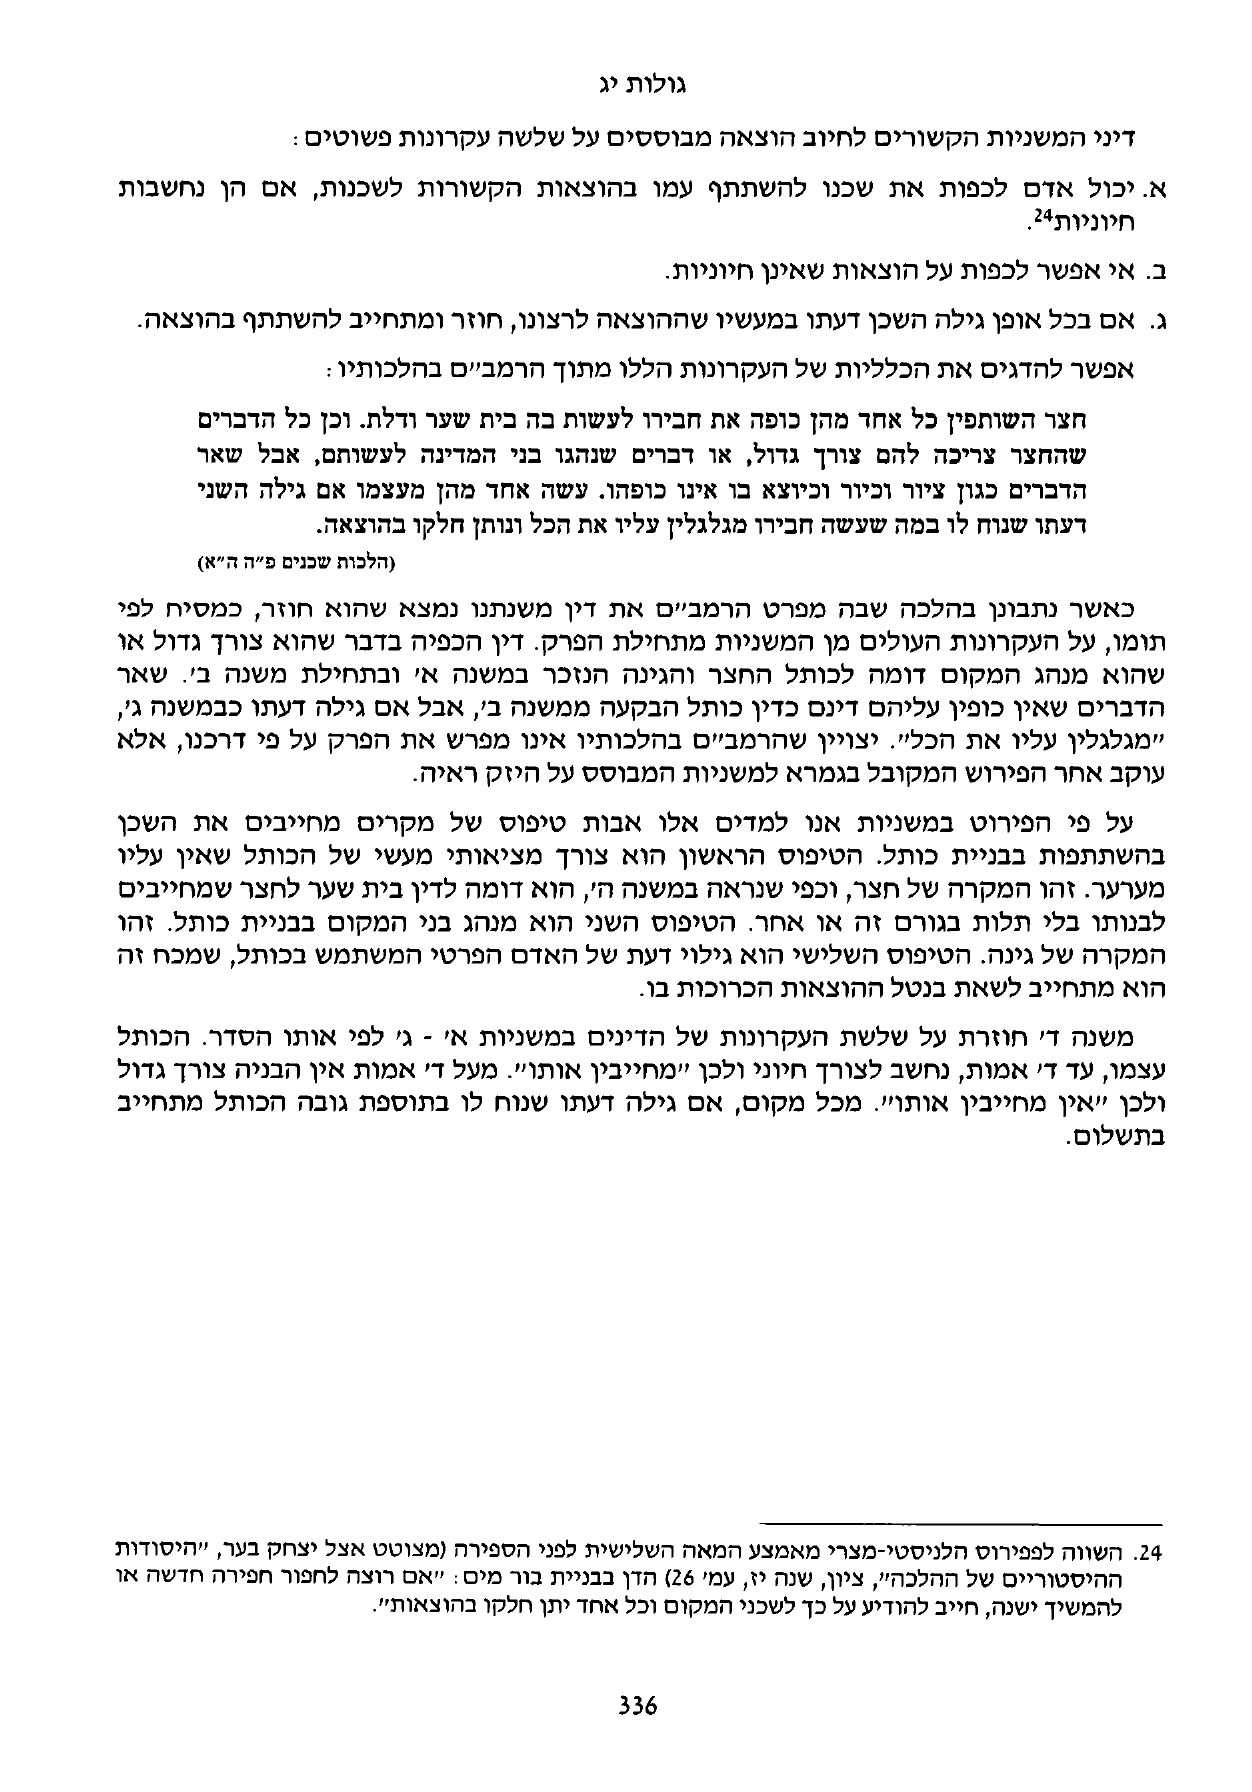 גולות יג
דיני המשניות הקשורים לחיוב הוצאה מבוססים על שלשה עקרונות פשוטים:
א. יכול אדם לכפות את שכנו להשתתף עמו בהוצאות הקשורות לשכנות, אם הן נחשבות
חיוניות24.
ב. אי אפשר לכפות על הוצאות שאינן חיוניות.
ג. אם בכל אופן גילה השכן דעתו במעשיו שההוצאה לרצונו, חוזר ומתחייב להשתתף בהוצאה.
אפשר להדגים את הכלליות של העקרונות הללו מתוך הרמב״ם בהלכותיו:
חצר השותפין כל אחד מהן כופה את חבירו לעשות בה בית שער ודלת. וכן כל הדברים
שהחצר צריכה להם צורך גדול, או דברים שנהגו בני המדינה לעשותם, אבל שאר
הדברים כגון ציור וכיור וכיוצא בו אינו כופהו. עשה אחד מהן מעצמו אם גילה השני
דעתו שנוח לו במה שעשה חבירו מגלגלין עליו את הכל ונותן חלקו בהוצאה.
(הלכות שכנים פ״ה ה״א)
כאשר נתבונן בהלכה שבה מפרט הרמב״ם את דין משנתנו נמצא שהוא חוזר, כמסיח לפי
תומו, על העקרונות העולים מן המשניות מתחילת הפרק. דין הכפיה בדבר שהוא צורך גדול או
שהוא מנהג המקום דומה לכותל החצר והגינה הנזכר במשנה א׳ ובתחילת משנה ב׳. שאר
הדברים שאין כופין עליהם דינם כדין כותל הבקעה ממשנה ב׳, אבל אם גילה דעתו כבמשנה ג׳,
״מגלגלין עליו את הכל״. יצויין שהרמב״ם בהלכותיו אינו מפרש את הפרק על פי דרכנו, אלא
עוקב אחר הפירוש המקובל בגמרא למשניות המבוסס על היזק ראיה.
על פי הפירוט במשניות אנו למדים אלו אבות טיפוס של מקרים מחייבים את השכן
בהשתתפות בבניית כותל. הטיפוס הראשון הוא צורך מציאותי מעשי של הכותל שאין עליו
מערער. זהו המקרה של חצר, וכפי שנראה במשנה ה׳, הוא דומה לדין בית שער לחצר שמחייבים
לבנותו בלי תלות בגורם זה או אחר. הטיפוס השני הוא מנהג בני המקום בבניית כותל. זהו
המקרה של גינה. הטיפוס השלישי הוא גילוי דעת של האדם הפרטי המשתמש בכותל, שמכח זה
הוא מתחייב לשאת בנטל ההוצאות הכרוכות בו.
משנה ד׳ חוזרת על שלשת העקרונות של הדינים במשניות א׳ - ג׳ לפי אותו הסדר. הכותל
עצמו, עד ד׳ אמות, נחשב לצורך חיוני ולכן ״מחייבין אותו״. מעל ד׳ אמות אין הבניה צורך גדול
ולכן ״אין מחייבין אותו״. מכל מקום, אם גילה דעתו שנוח לו בתוספת גובה הכותל מתחייב
בתשלום.
24. השווה לפפירוס הלניסטי-מצרי מאמצע המאה השלישית לפני הספירה (מצוטט אצל יצחק בער, ״היסודות
ההיסטוריים של ההלכה״, ציון, שנה יז, עמ׳ 26) הדן בבניית בור מים: ״אם רוצה לחפור חפירה חדשה או
להמשיך ישנה, חייב להודיע על כך לשכני המקום וכל אחד יתן חלקו בהוצאות״.
336